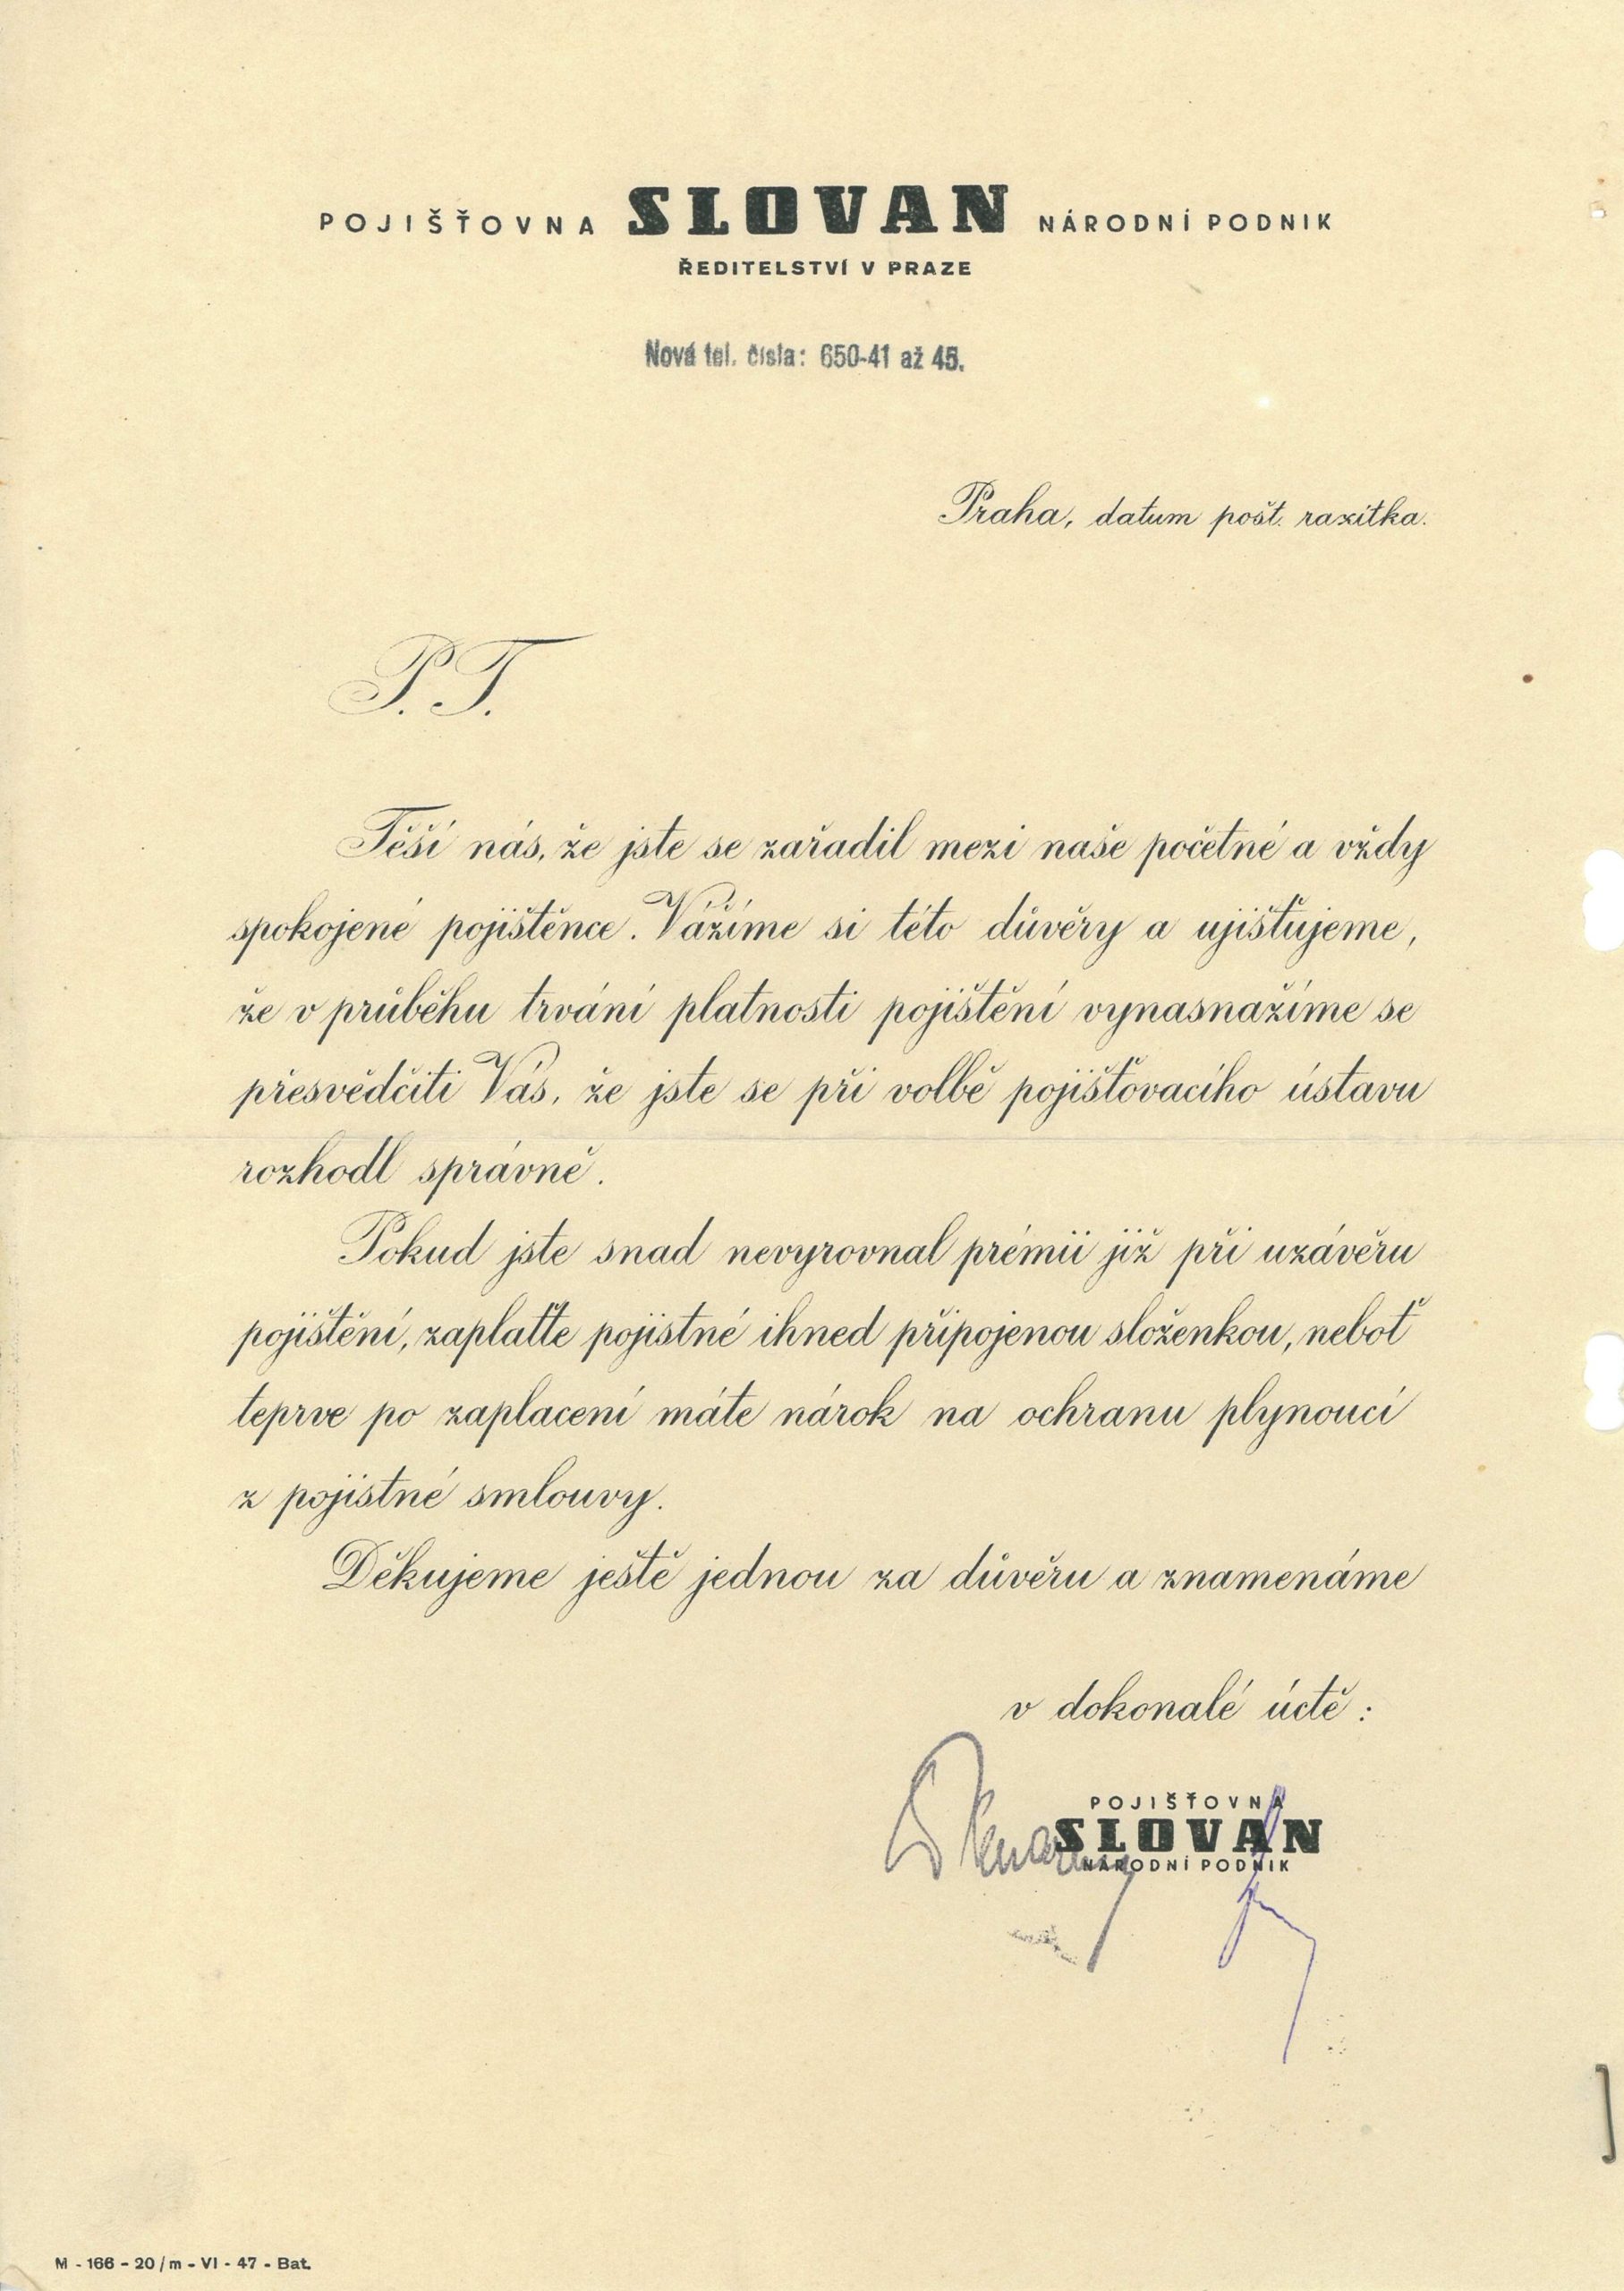 POJIŠŤOVNA SLOVAN NÁRODNÍ PODNIK
ŘEDITELSTVÍ V PRAZE
Nová tel. čísla: 650-41 až 45.
Praha, datum pošt. razítka.
P. T.
Těší nás, že jste se zařadil mezi naše početné a vždy
spokojené pojištěnce. Vážíme si této důvěry a ujišťujeme,
že v průběhu trvání platnosti pojištění vynasnažíme se
přesvědčiti Vás, že jste se při volbě pojišťovacího ústavu
rozhodl správně.
Pokud jste snad nevyrovnal prémii již při uzávěru
pojištění, zaplaťte pojistné ihned připojenou složenkou, neboť
teprve po zaplacení máte nárok na ochranu plynoucí
z pojistné smlouvy.
Děkujeme ještě jednou za důvěru a znamenáme
v dokonalé úctě:
POJIŠŤOVNA
SLOVAN
NÁRODNÍ PODNIK
M - 166 - 20/m - VI - 47 - Bat.